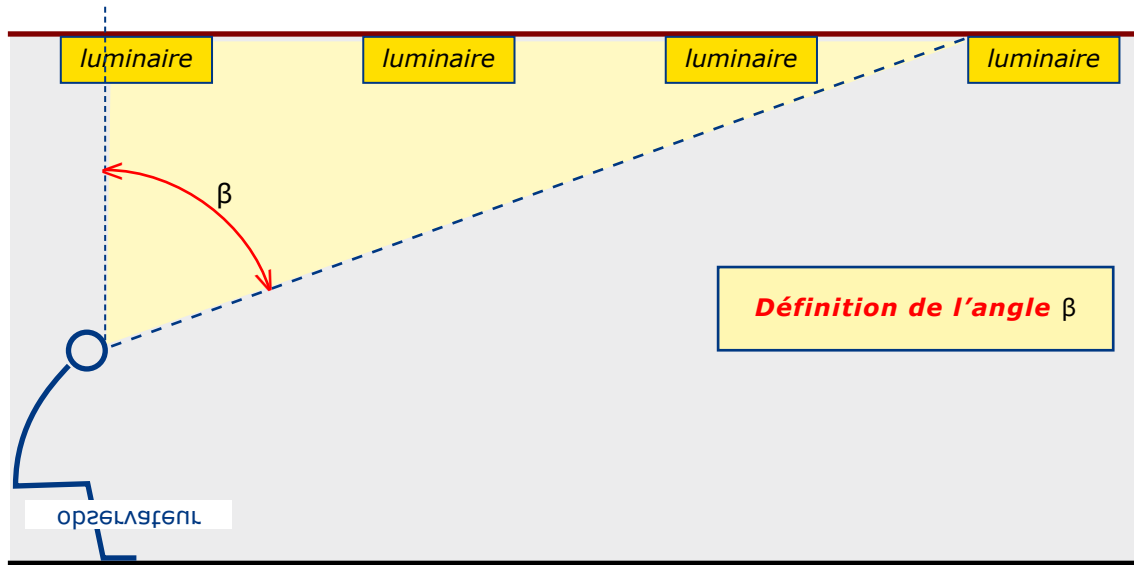 luminaire luminaire luminaire luminaire
β
Définition de l’angle β
observateur